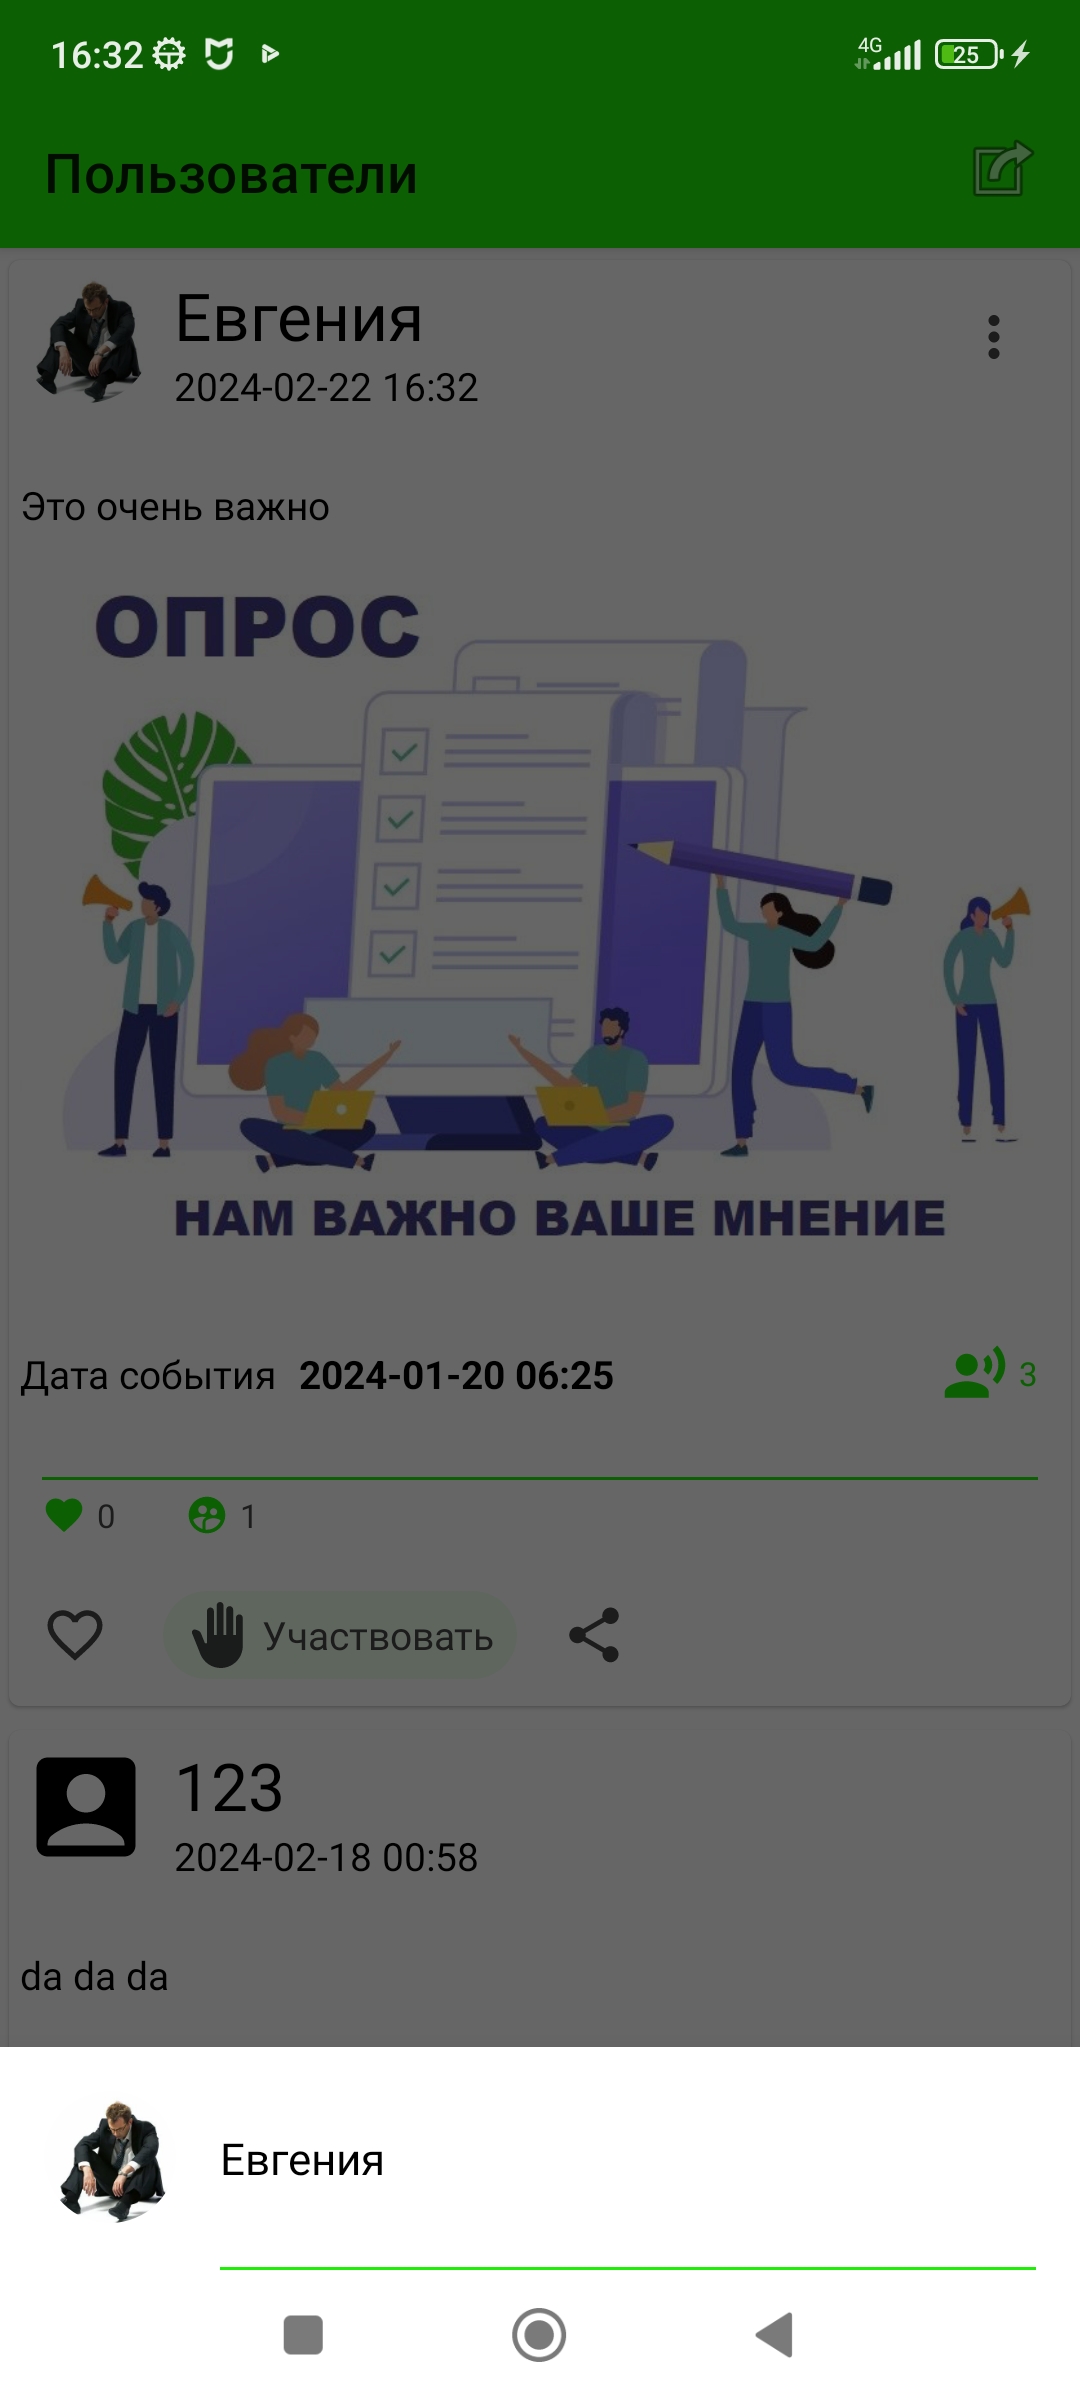 16:32
4G
25
Пользователи
Евгения
2024-02-22 16:32
Это очень важно
ОПРОС
НАМ ВАЖНО ВАШЕ МНЕНИЕ
Дата события 2024-01-20 06:25
3
0
1
Участвовать
123
2024-02-18 00:58
da da da
Евгения